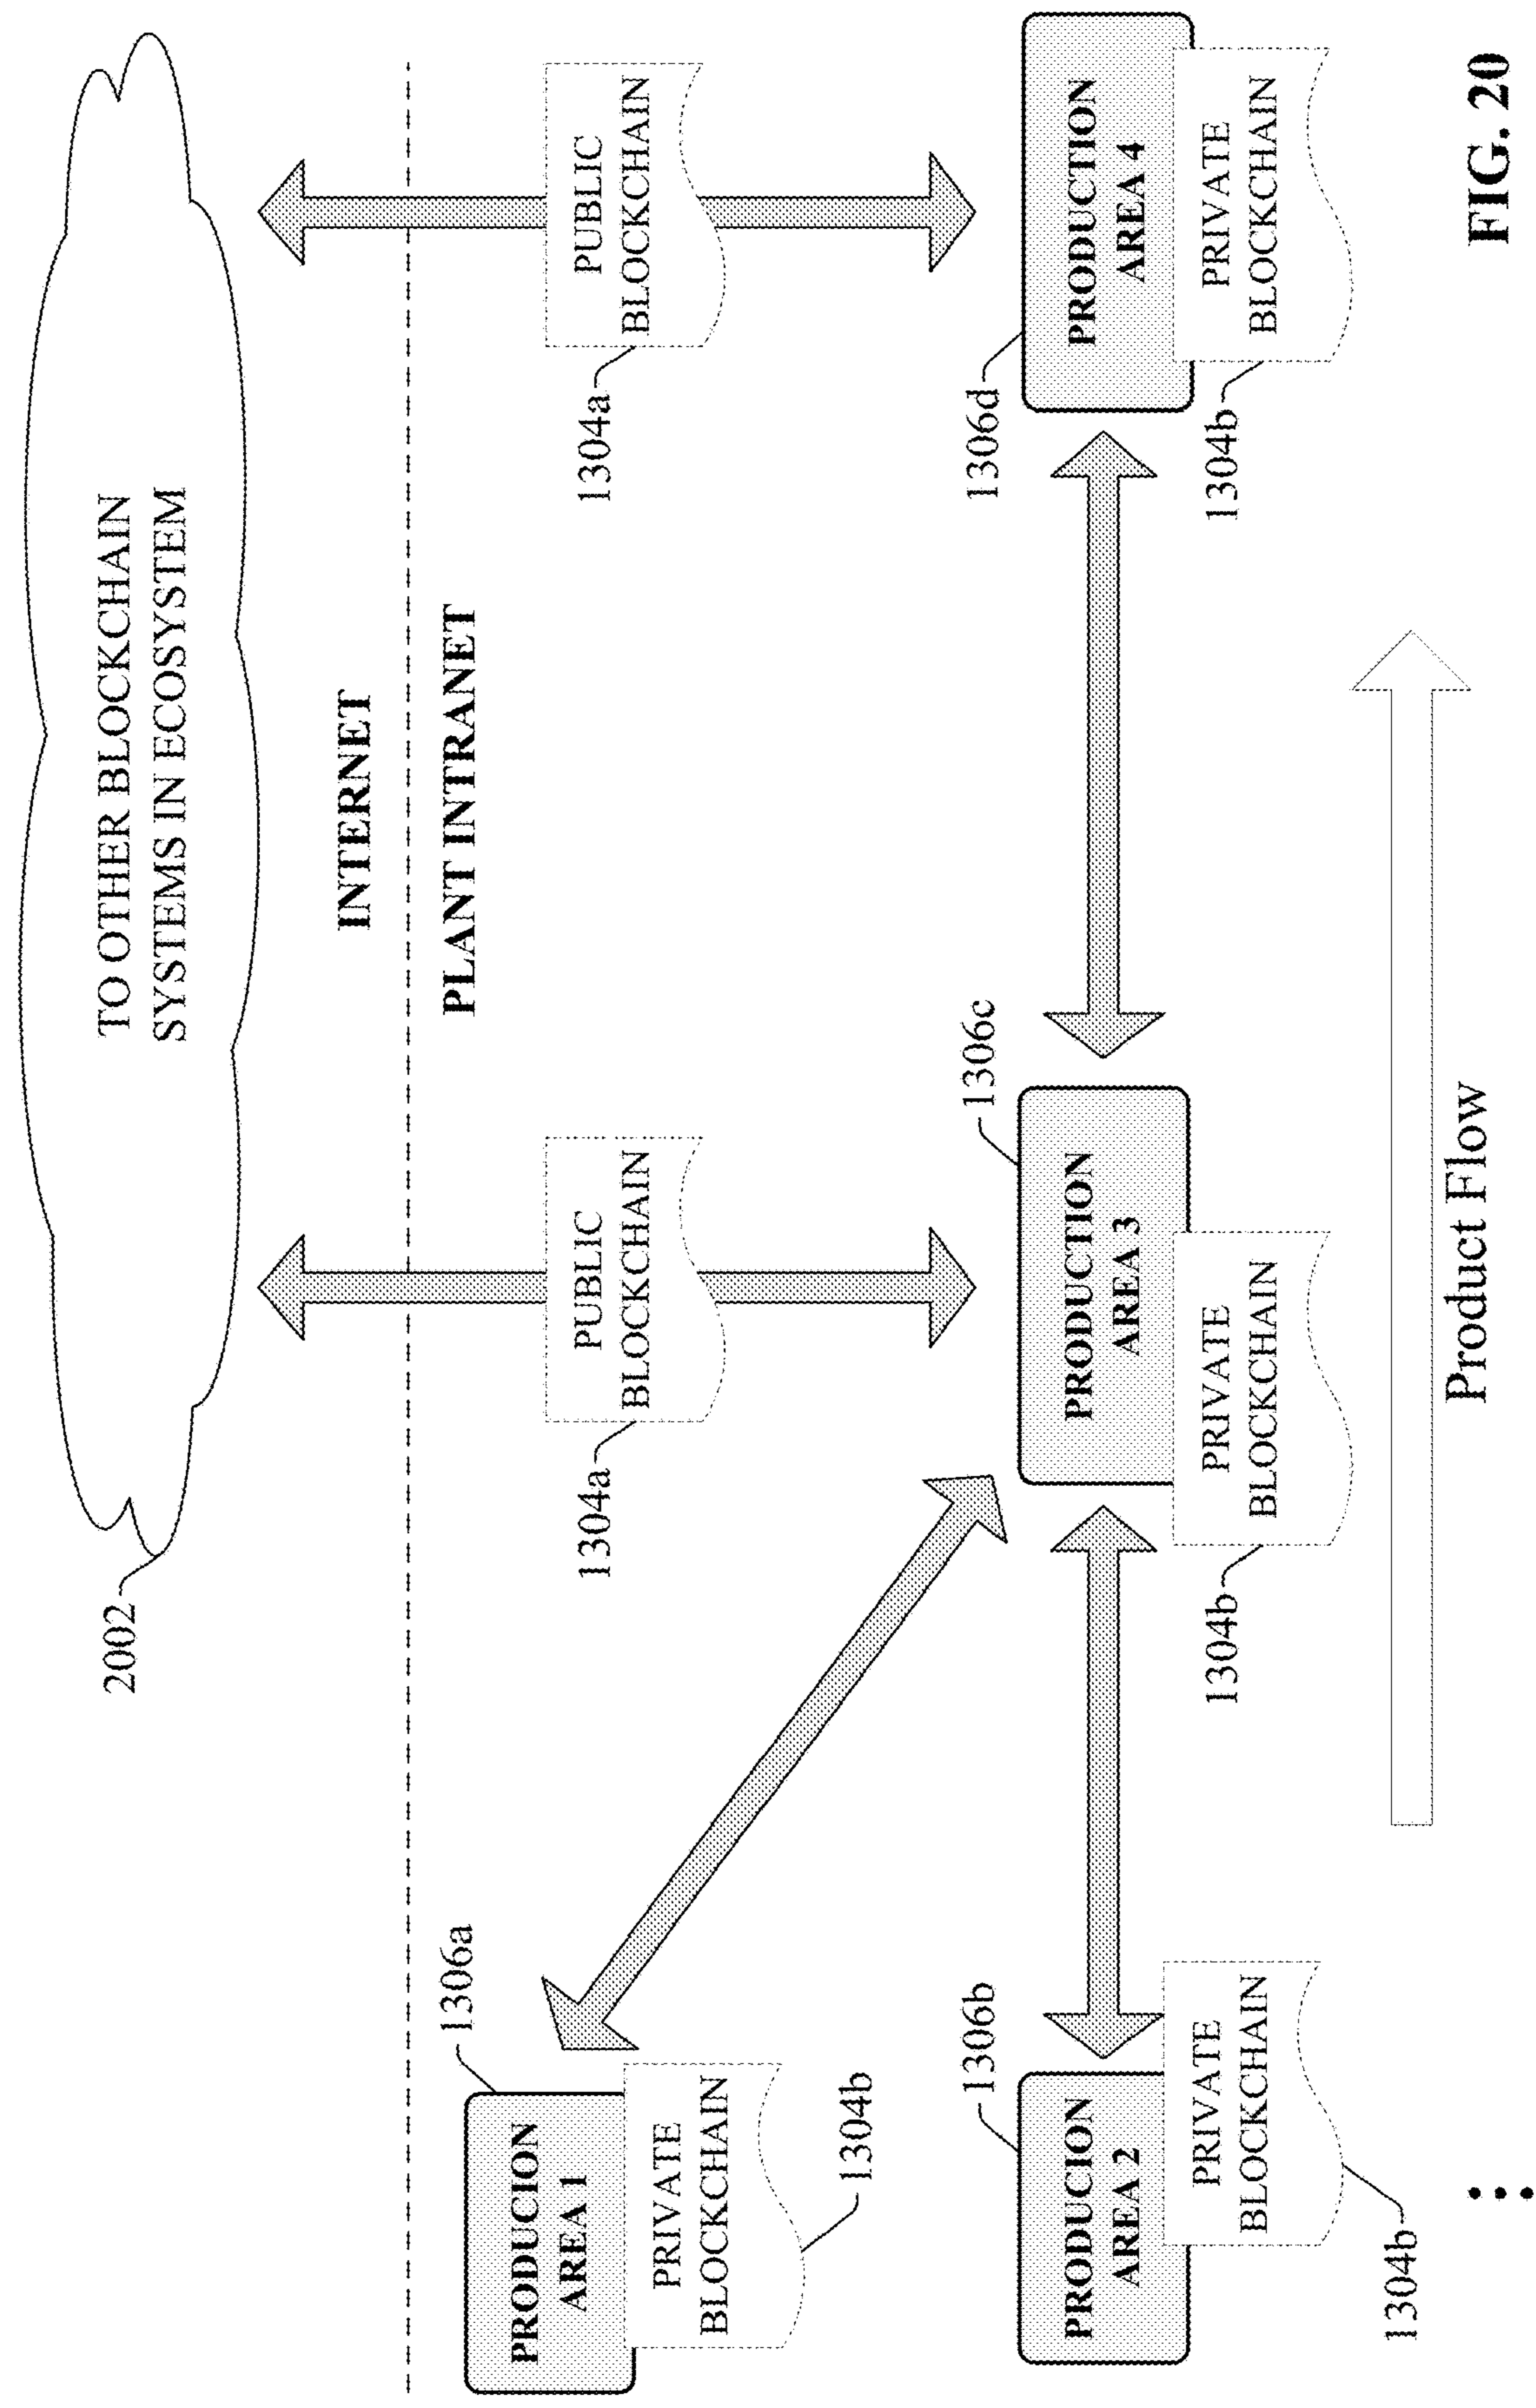 2002
TO OTHER BLOCKCHAIN
SYSTEMS IN ECOSYSTEM
INTERNET
PLANT INTRANET
1306a
PRODUCION
AREA 1
PRIVATE
BLOCKCHAIN
1304b
1304a
PUBLIC
BLOCKCHAIN
1304a
PUBLIC
BLOCKCHAIN
1306b
PRODUCION
AREA 2
PRIVATE
BLOCKCHAIN
1304b
1306c
PRODUCTION
AREA 3
PRIVATE
BLOCKCHAIN
1304b
1306d
PRODUCTION
AREA 4
PRIVATE
BLOCKCHAIN
1304b
Product Flow
FIG. 20